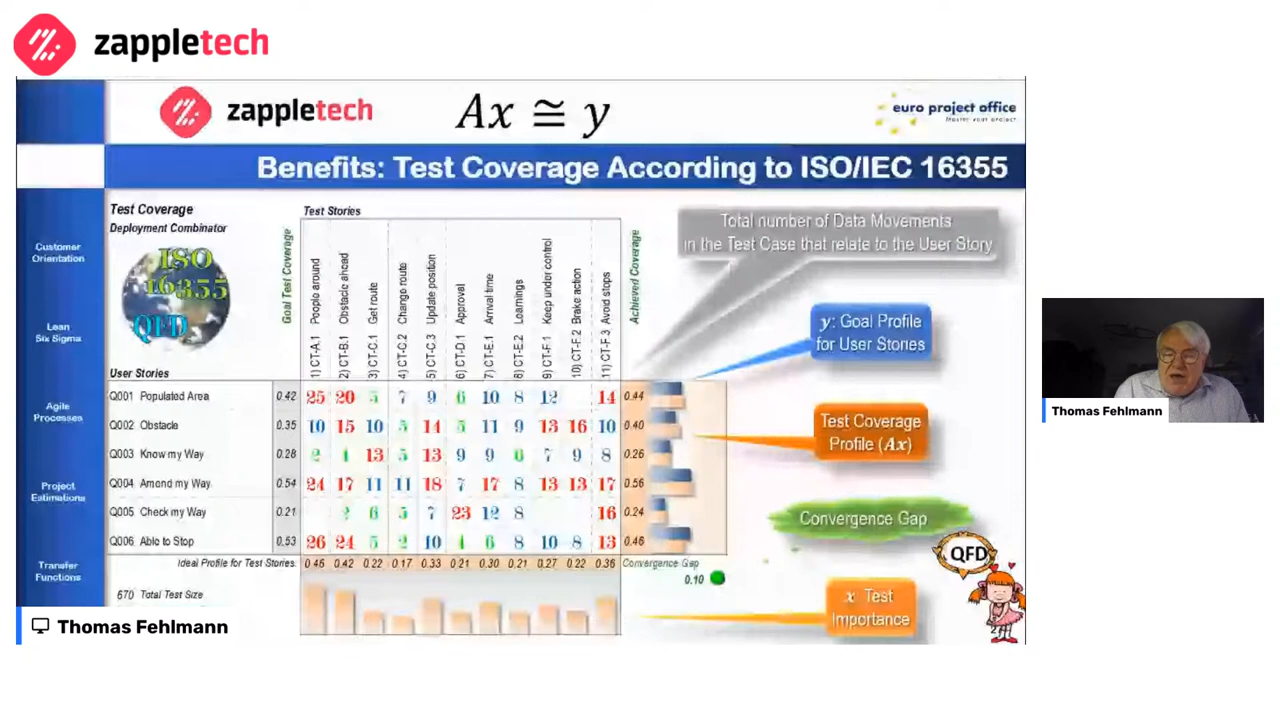 zappletech
zappletech
Ax ≅ y
euro project office
Benefits: Test Coverage According to ISO/IEC 16355
Customer
Orientation
Lean
Six Sigma
Agile
Processes
Project
Estimations
Transfer
Functions
Test Coverage
Deployment Combinator
ISO
16355
QFD
Test Stories
Goal Test Coverage
1) CT-A.1 People around
2) CT-B.1 Obstacle ahead
3) CT-C.1 Get route
4) CT-C.2 Change route
5) CT-C.3 Update position
6) CT-D.1 Approval
7) CT-E.1 Arrival time
8) CT-E.2 Learnings
9) CT-F.1 Keep under control
10) CT-F.2 Brake action
11) CT-F.3 Avoid stops
Achieved Coverage
User Stories
Q001 Populated Area 0.42 25 20 5 7 9 6 10 8 12 14 0.44
Q002 Obstacle 0.35 10 15 10 5 14 5 11 9 13 16 10 0.40
Q003 Know my Way 0.28 2 4 13 5 13 9 9 6 7 9 8 0.26
Q004 Amend my Way 0.54 24 17 11 11 18 7 17 8 13 13 17 0.56
Q005 Check my Way 0.21 2 6 5 7 23 12 8 16 0.24
Q006 Able to Stop 0.53 26 24 5 2 10 4 6 8 10 8 13 0.46
Ideal Profile for Test Stories: 0.46 0.42 0.22 0.17 0.33 0.21 0.30 0.21 0.27 0.22 0.36 Convergence Gap
0.10
670 Total Test Size
Total number of Data Movements
in the Test Case that relate to the User Story
y: Goal Profile
for User Stories
Test Coverage
Profile (Ax)
Convergence Gap
QFD
x Test
Importance
Thomas Fehlmann
Thomas Fehlmann